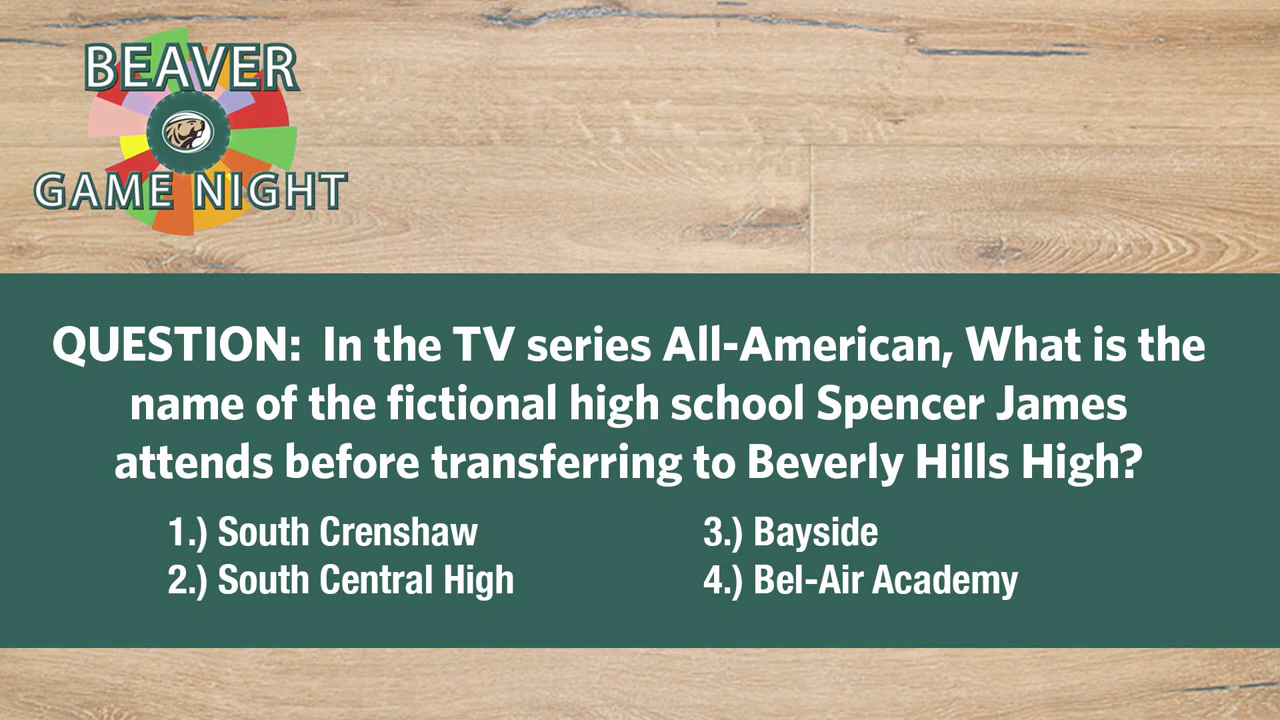 BEAVER
GAME NIGHT
QUESTION:  In the TV series All-American, What is the
name of the fictional high school Spencer James
attends before transferring to Beverly Hills High?
1.) South Crenshaw
2.) South Central High
3.) Bayside
4.) Bel-Air Academy